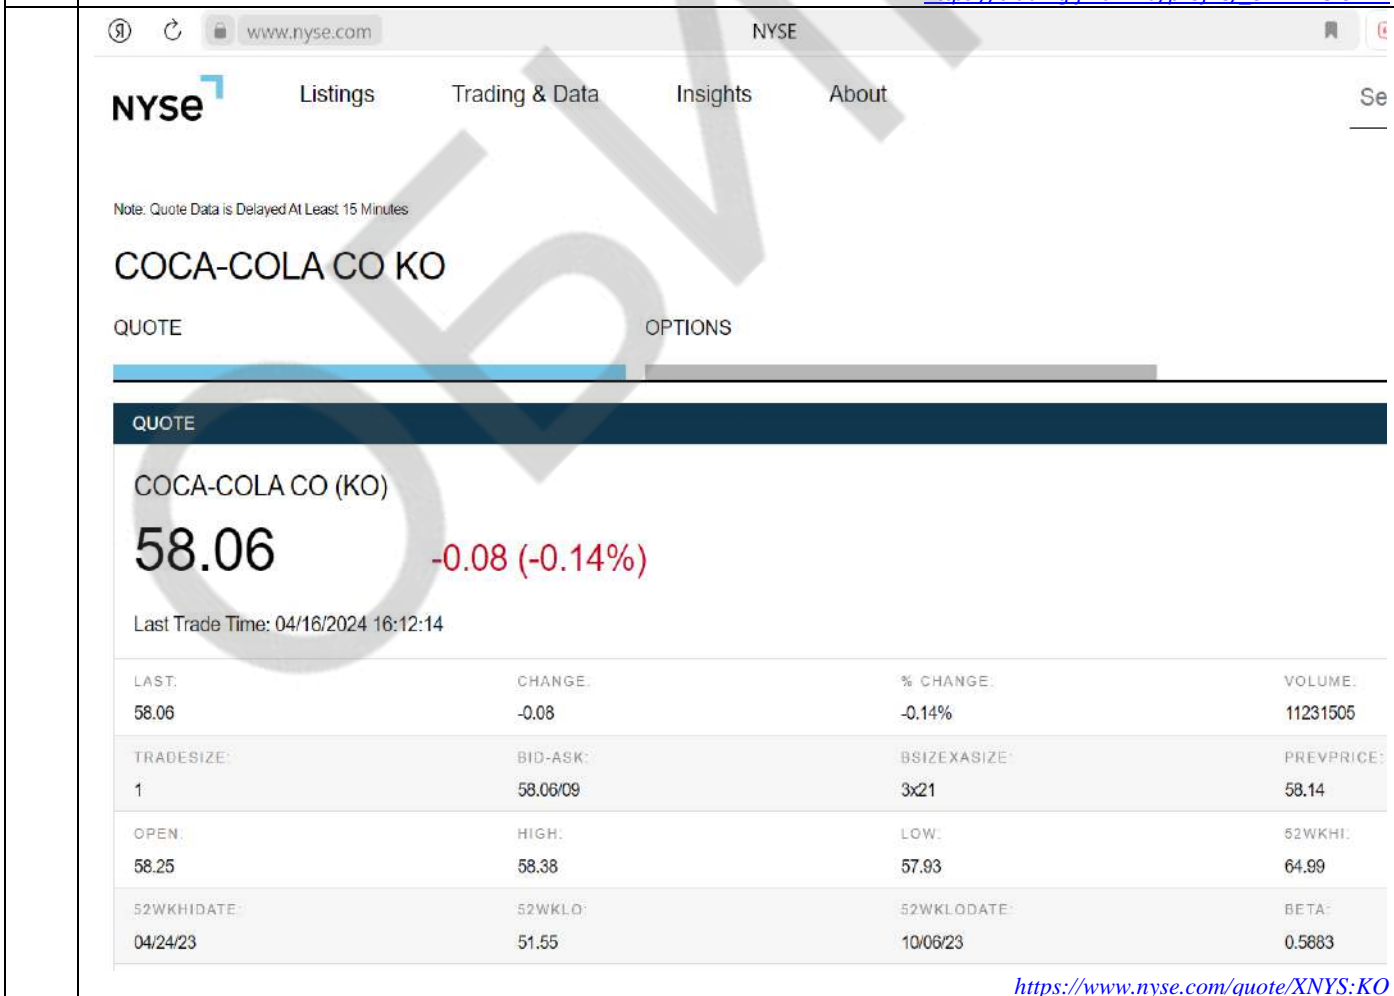 www.nyse.com NYSE
NYSE Listings Trading & Data Insights About Se
Note: Quote Data is Delayed At Least 15 Minutes
COCA-COLA CO KO
QUOTE OPTIONS
QUOTE
COCA-COLA CO (KO)
58.06 -0.08 (-0.14%)
Last Trade Time: 04/16/2024 16:12:14
LAST: CHANGE: % CHANGE: VOLUME:
58.06 -0.08 -0.14% 11231505
TRADESIZE: BID-ASK: BSIZEXASIZE: PREVPRICE:
1 58.06/09 3x21 58.14
OPEN: HIGH: LOW: 52WKHI:
58.25 58.38 57.93 64.99
52WKHIDATE: 52WKLO: 52WKLODATE: BETA:
04/24/23 51.55 10/06/23 0.5883
https://www.nyse.com/quote/XNYS:KO